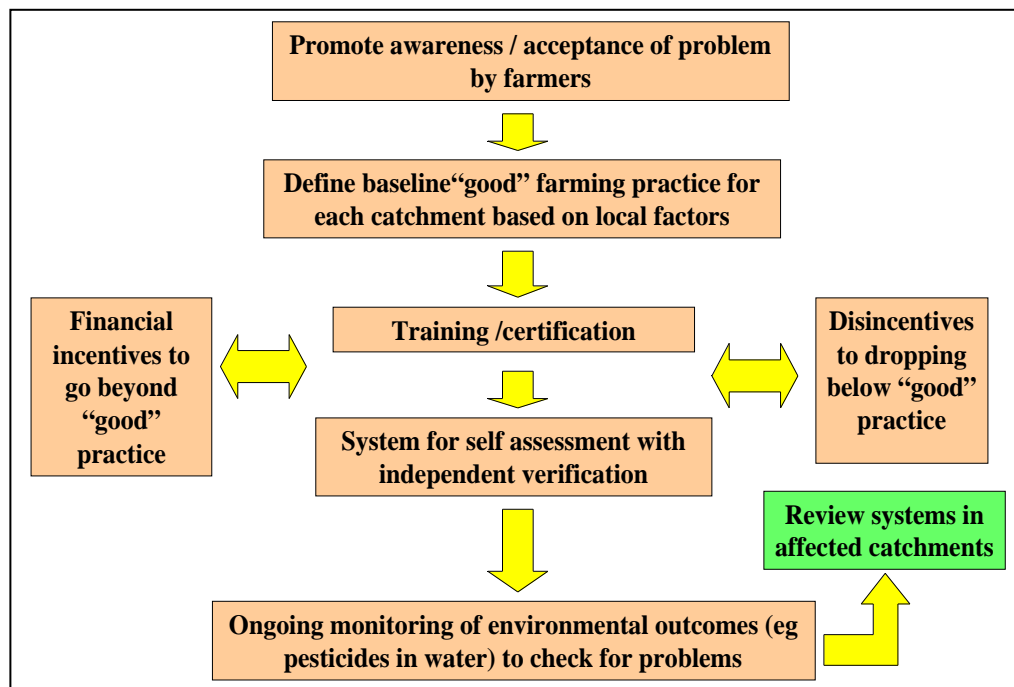 Promote awareness / acceptance of problem
by farmers
Define baseline“good” farming practice for
each catchment based on local factors
Training /certification
Financial
incentives to
go beyond
“good”
practice
Disincentives
to dropping
below “good”
practice
System for self assessment with
independent verification
Review systems in
affected catchments
Ongoing monitoring of environmental outcomes (eg
pesticides in water) to check for problems